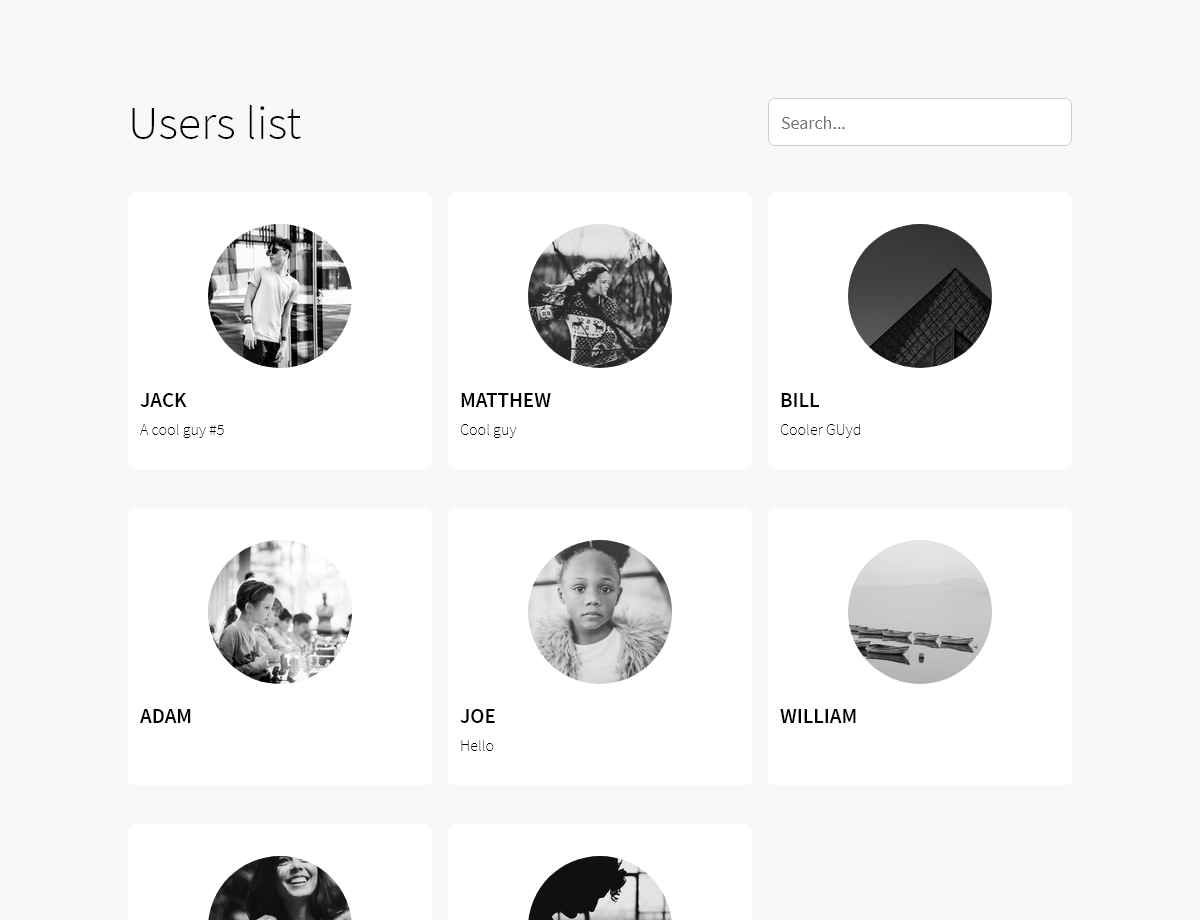 Users list
Search...
JACK
A cool guy #5
MATTHEW
Cool guy
BILL
Cooler GUyd
ADAM
JOE
Hello
WILLIAM